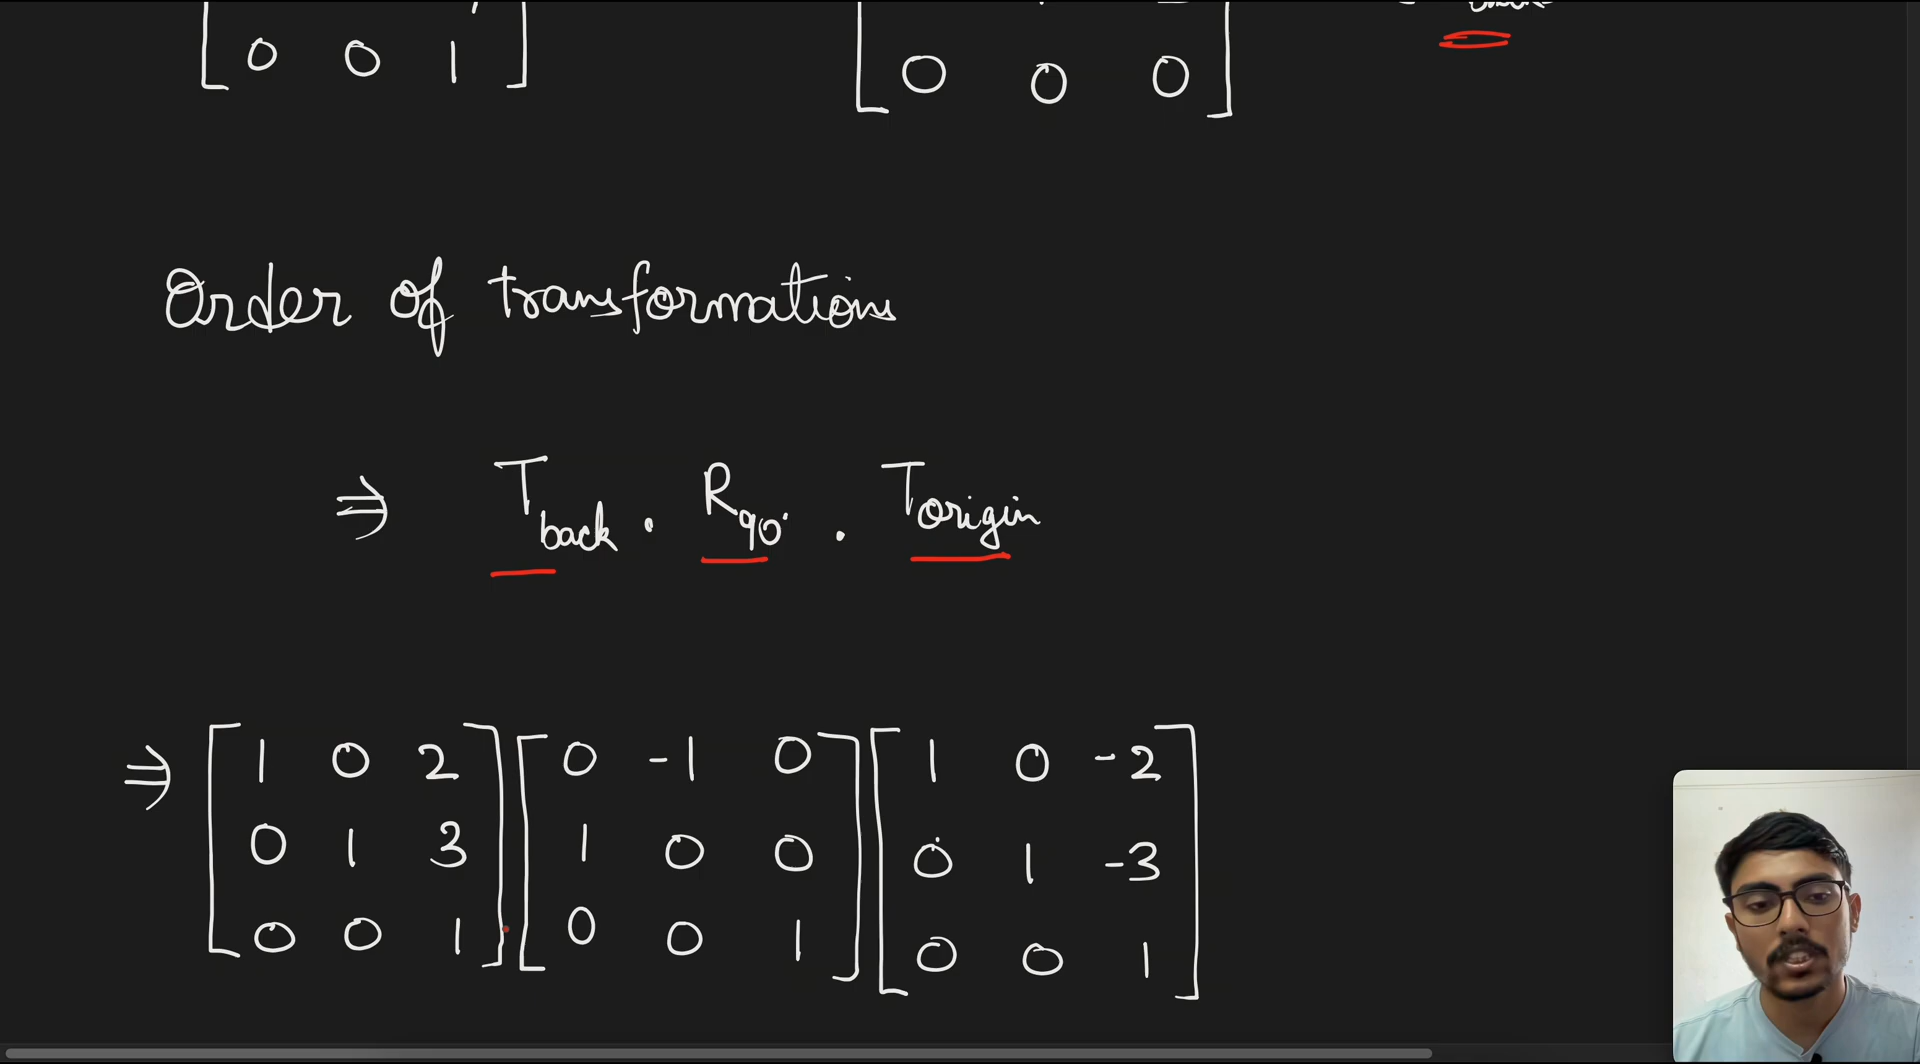 0 0 1 0 0 0
Order of transformations
⇒ T_back . R_90° . T_origin
⇒ [1 0 2] [0 -1 0] [1 0 -2]
[0 1 3] [1 0 0] [0 1 -3]
[0 0 1] [0 0 1] [0 0 1]